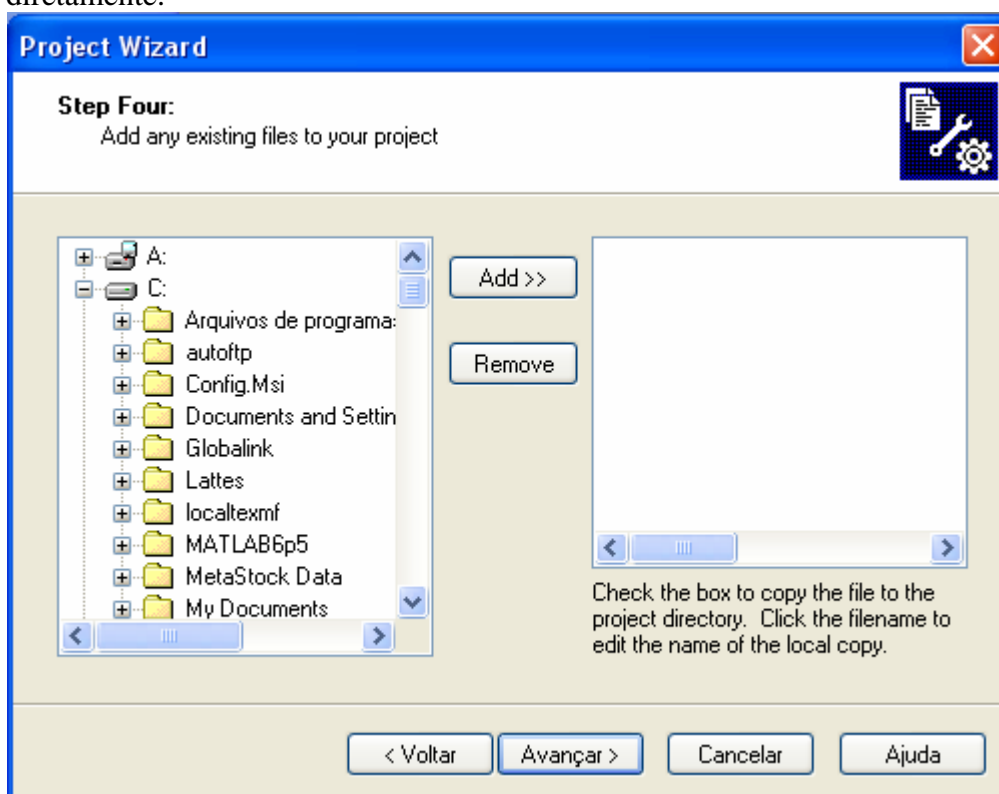 diretamente.
Project Wizard
Step Four:
Add any existing files to your project
A:
C:
Arquivos de programa
autoftp
Config.Msi
Documents and Settin
Globalink
Lattes
localtexmf
MATLAB6p5
MetaStock Data
My Documents
Add >>
Remove
Check the box to copy the file to the
project directory. Click the filename to
edit the name of the local copy.
< Voltar
Avançar >
Cancelar
Ajuda